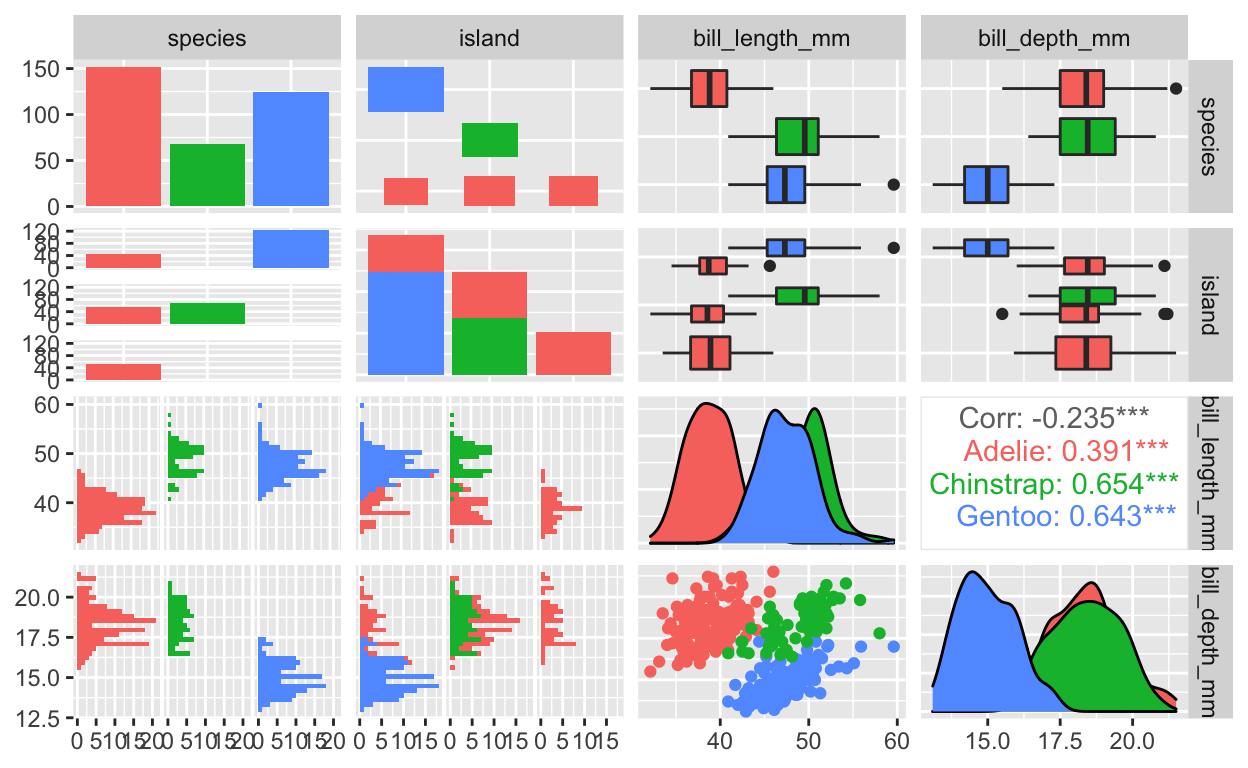 species island bill_length_mm bill_depth_mm
150
100
50
0
species
120
80
40
0
120
80
40
0
120
80
40
0
island
60
50
40
bill_length_mm
Corr: -0.235***
Adelie: 0.391***
Chinstrap: 0.654***
Gentoo: 0.643***
20.0
17.5
15.0
12.5
bill_depth_mm
0 5 10 15 20 0 5 10 15 20 0 5 10 15 20 0 5 10 15 0 5 10 15 0 5 10 15 40 50 60 15.0 17.5 20.0